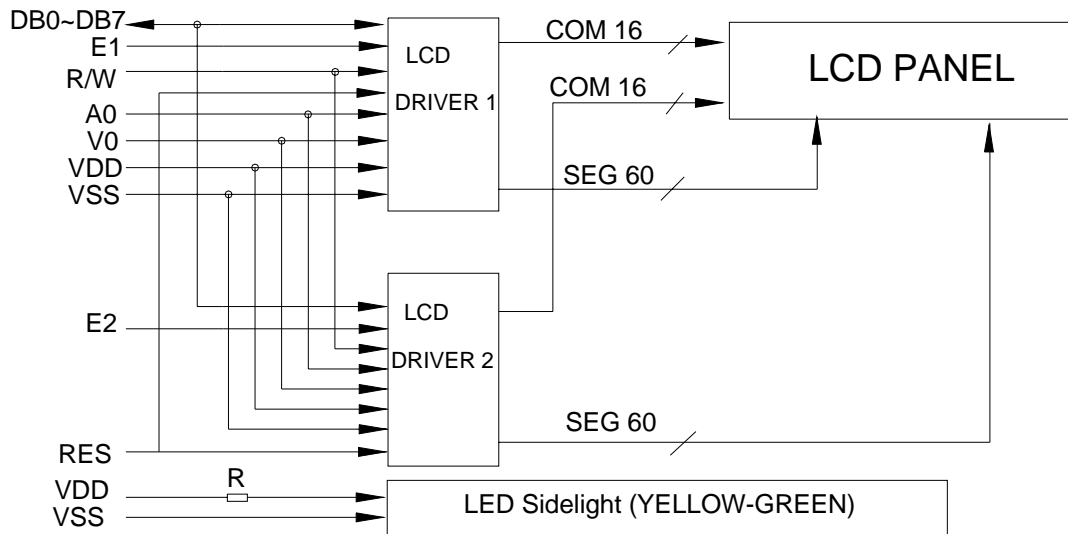 DB0~DB7
E1
R/W
A0
V0
VDD
VSS
LCD
DRIVER 1
COM 16
COM 16
SEG 60
LCD PANEL
E2
RES
LCD
DRIVER 2
SEG 60
VDD
VSS
R
LED Sidelight (YELLOW-GREEN)